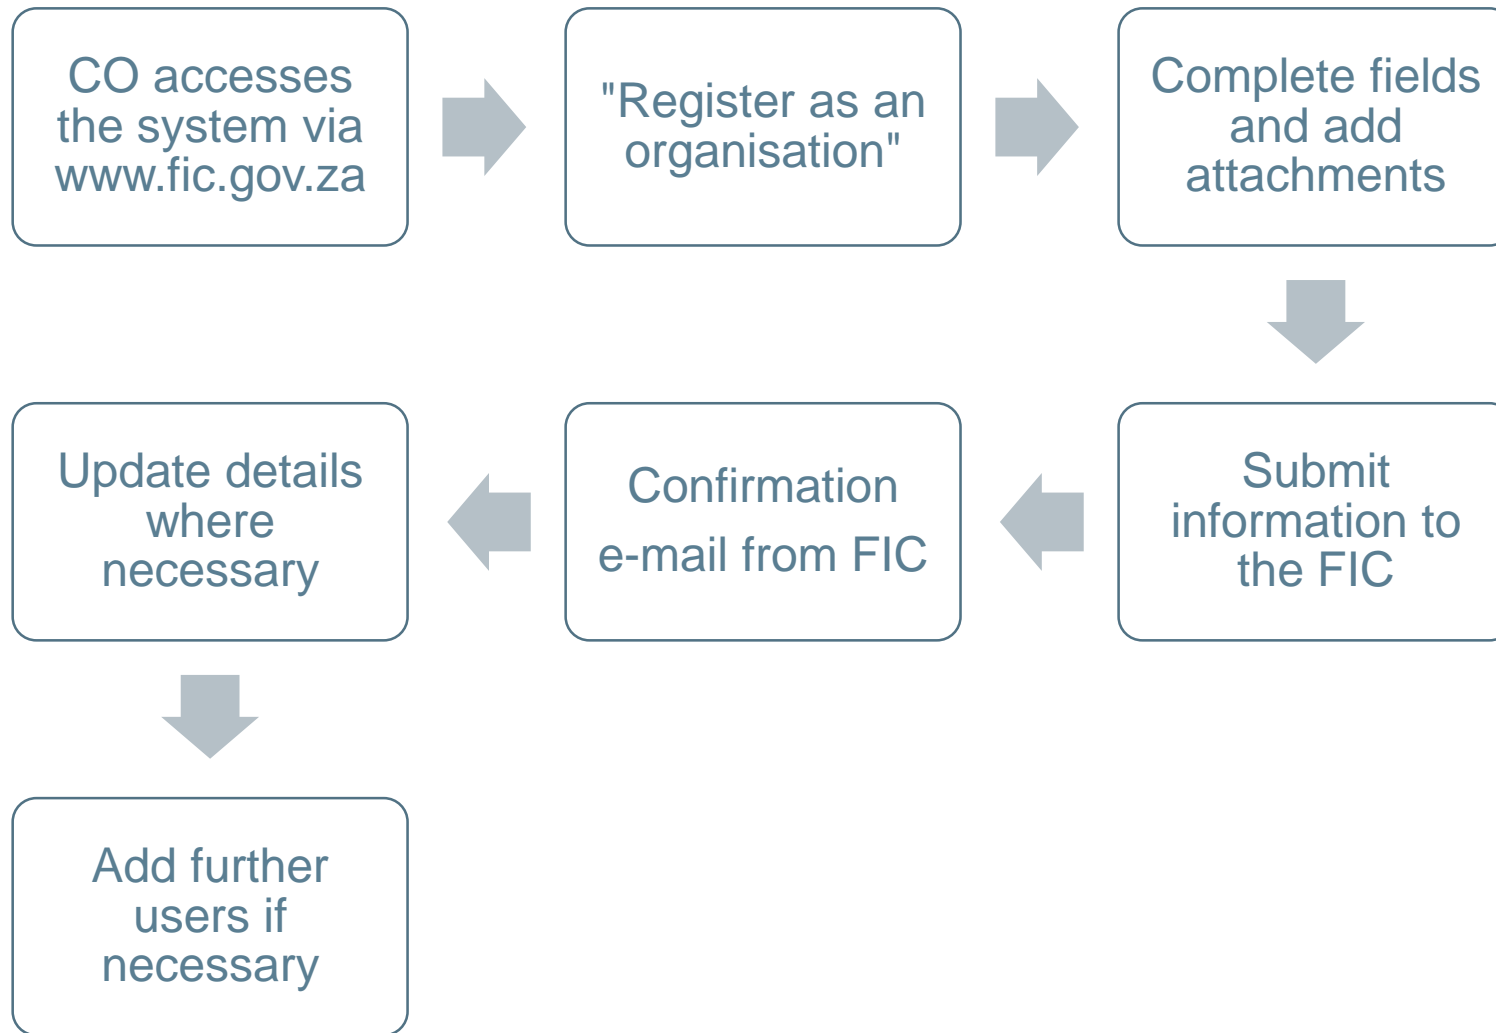 CO accesses
the system via
www.fic.gov.za
"Register as an
organisation"
Complete fields
and add
attachments
Submit
information to
the FIC
Confirmation
e-mail from FIC
Update details
where
necessary
Add further
users if
necessary